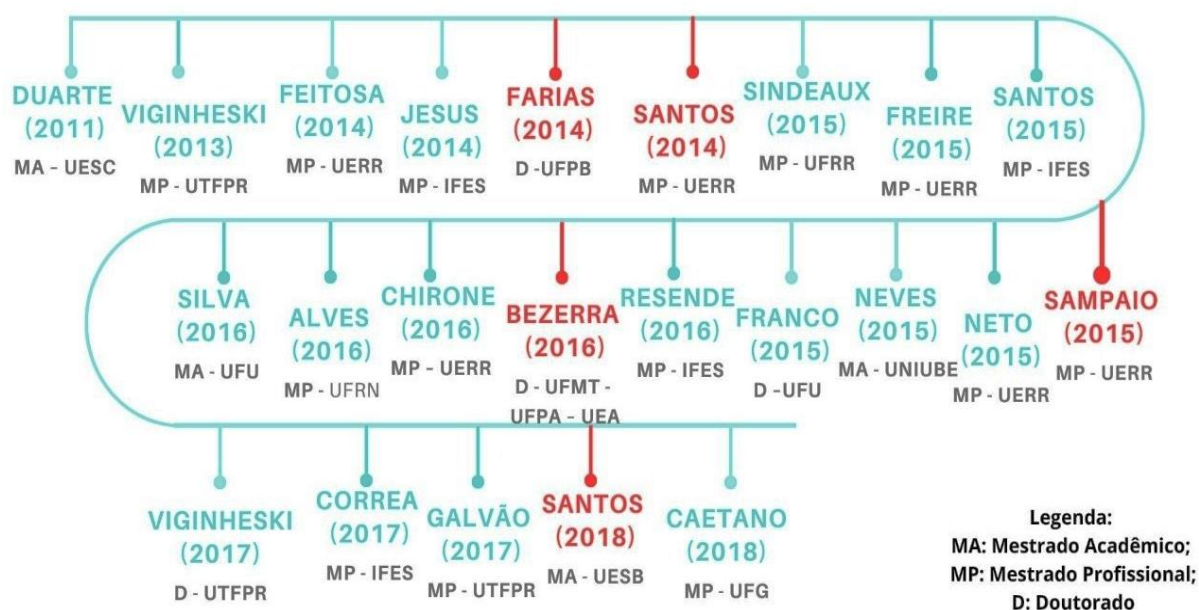 DUARTE
(2011)
MA - UESC
VIGINHESKI
(2013)
MP - UTFPR
FEITOSA
(2014)
MP - UERR
JESUS
(2014)
MP - IFES
FARIAS
(2014)
D -UFPB
SANTOS
(2014)
MP - UERR
SINDEAUX
(2015)
MP - UFRR
FREIRE
(2015)
MP - UERR
SANTOS
(2015)
MP - IFES
SILVA
(2016)
MA - UFU
ALVES
(2016)
MP - UFRN
CHIRONE
(2016)
MP - UERR
BEZERRA
(2016)
D - UFMT -
UFPA - UEA
RESENDE
(2016)
MP - IFES
FRANCO
(2015)
D -UFU
NEVES
(2015)
MA - UNIUBE
NETO
(2015)
MP - UERR
SAMPAIO
(2015)
MP - UERR
VIGINHESKI
(2017)
D - UTFPR
CORREA
(2017)
MP - IFES
GALVÃO
(2017)
MP - UTFPR
SANTOS
(2018)
MA - UESB
CAETANO
(2018)
MP - UFG
Legenda:
MA: Mestrado Acadêmico;
MP: Mestrado Profissional;
D: Doutorado